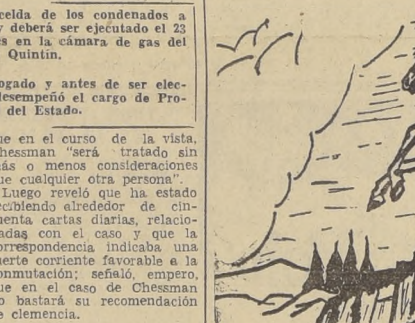 celda de los condenados a
y deberá ser ejecutado el 23
es en la cámara de gas del
Quintín.
ogado y antes de ser elec-
desempeñó el cargo de Pro-
del Estado.
ue en el curso de la vista,
hessman "será tratado sin
ás o menos consideraciones
ue cualquier otra persona".
Luego reveló que ha estado
ecibiendo alrededor de cin-
uenta cartas diarias, relacio-
adas con el caso y que la
orrespondencia indicaba una
uerte corriente favorable a la
onmutación; señaló, empero,
ue en el caso de Chessman
o bastará su recomendación
e clemencia.